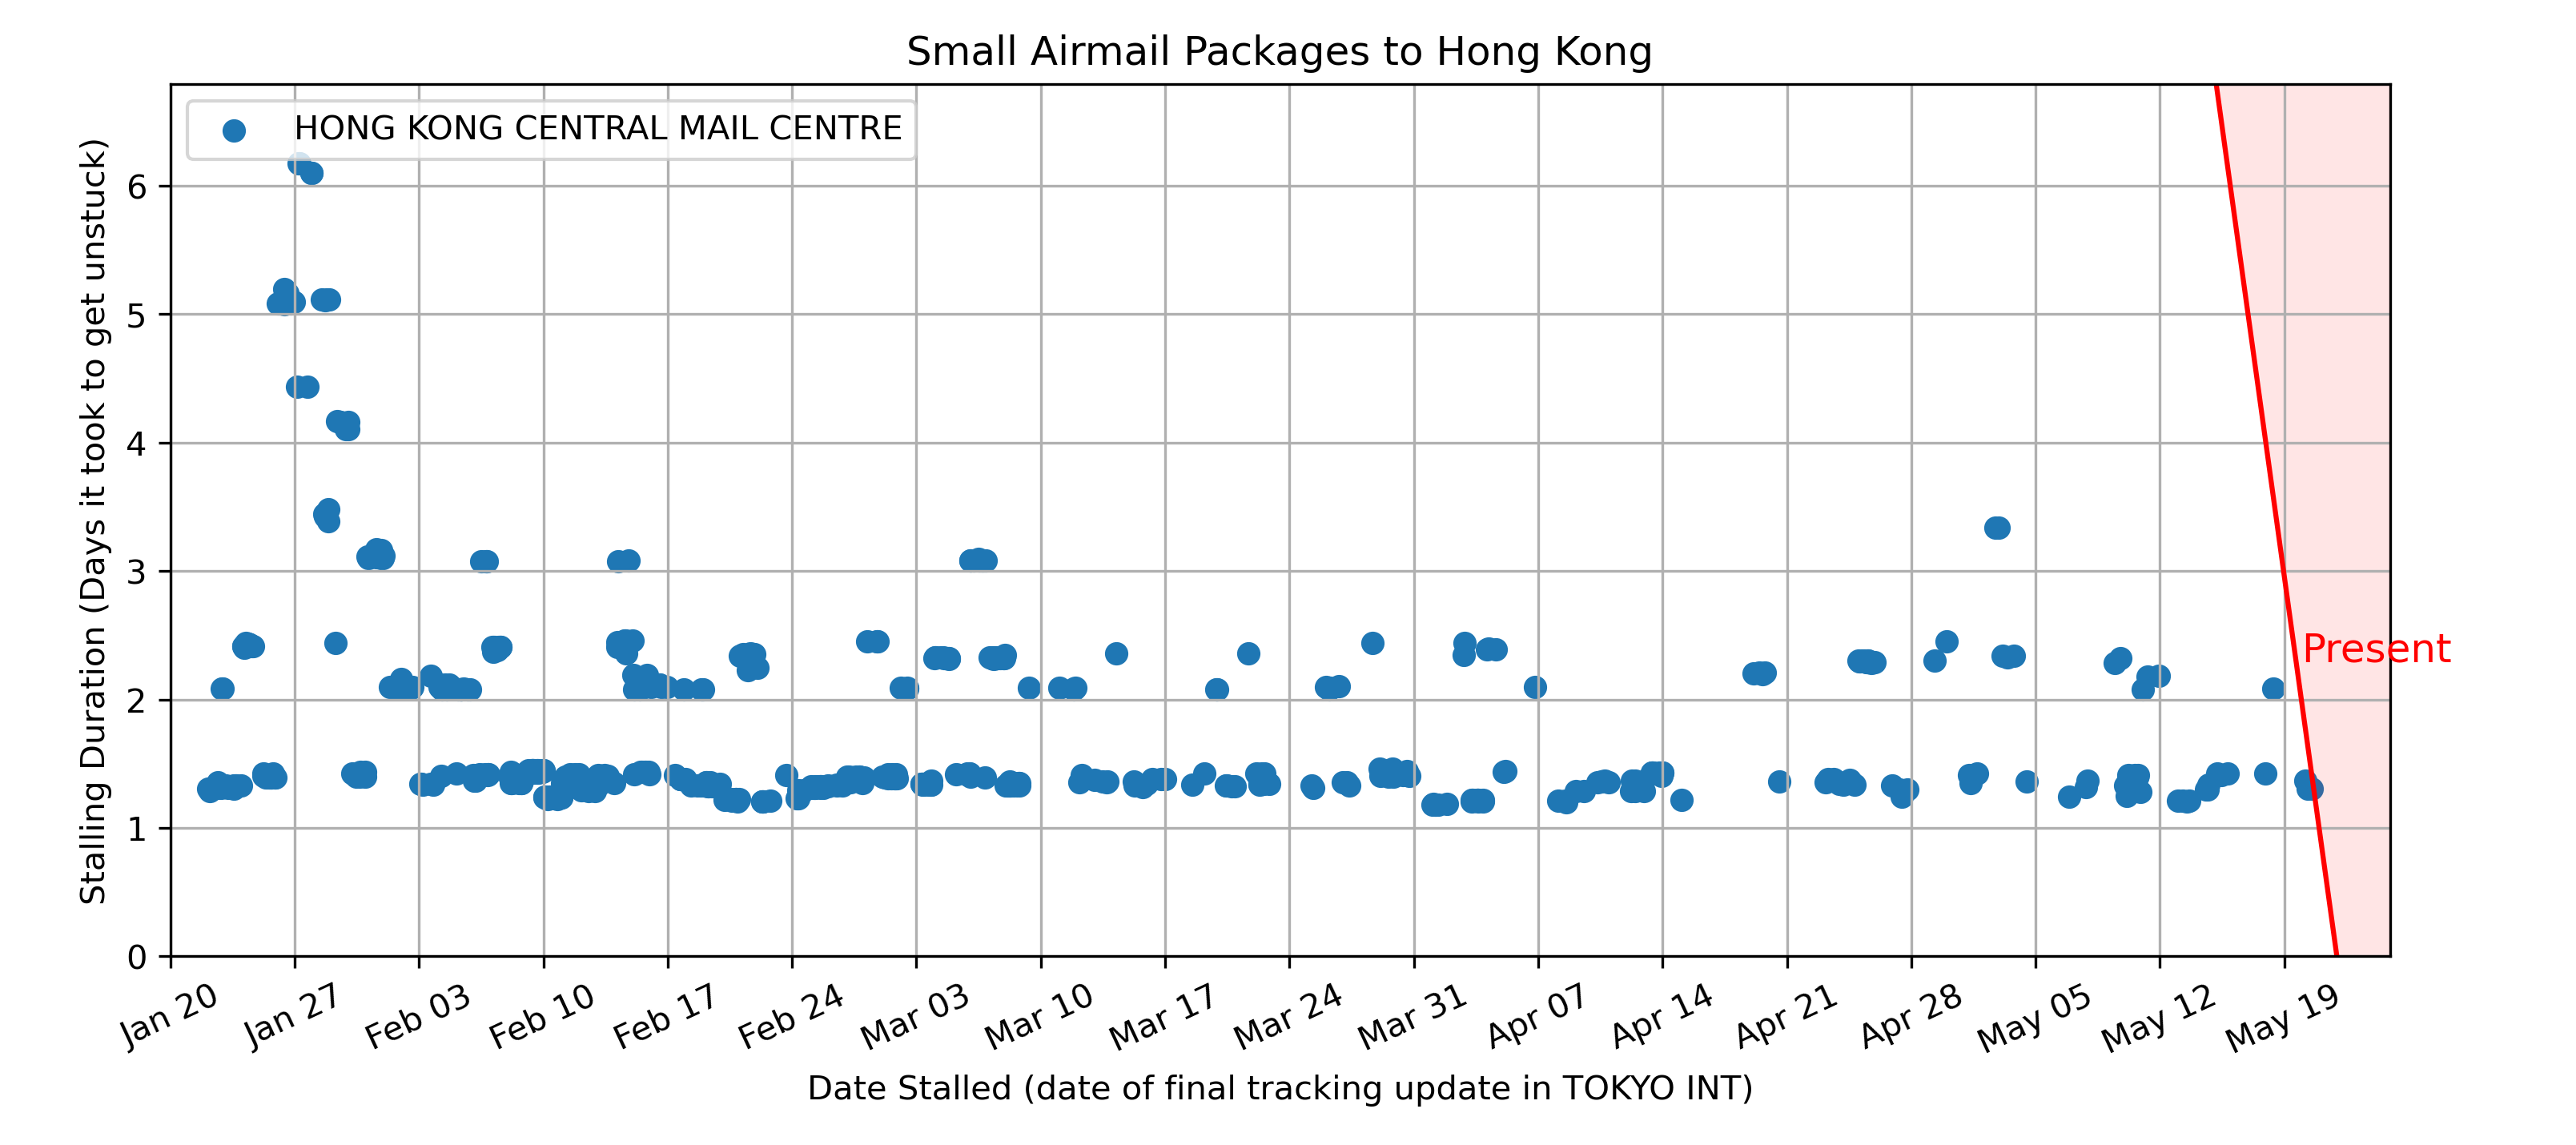 Small Airmail Packages to Hong Kong
HONG KONG CENTRAL MAIL CENTRE
Stalling Duration (Days it took to get unstuck)
6
5
4
3
2
1
0
Present
Jan 20
Jan 27
Feb 03
Feb 10
Feb 17
Feb 24
Mar 03
Mar 10
Mar 17
Mar 24
Mar 31
Apr 07
Apr 14
Apr 21
Apr 28
May 05
May 12
May 19
Date Stalled (date of final tracking update in TOKYO INT)